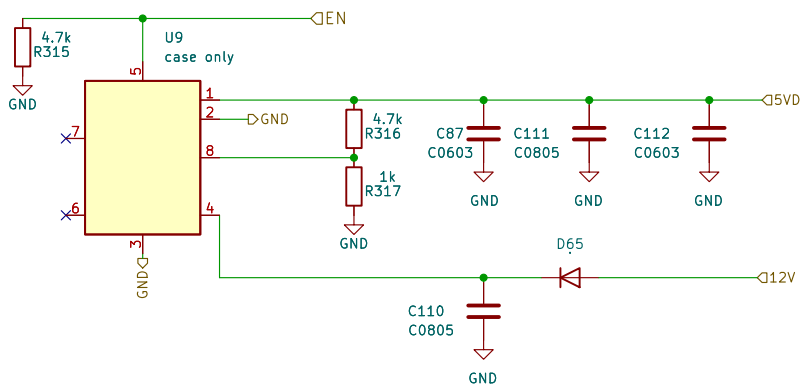 EN
4.7k
R315
GND
U9
case only
5
7
6
3
1
2
8
4
GND
GND
4.7k
R316
1k
R317
GND
C87
C0603
GND
C111
C0805
GND
C112
C0603
GND
5VD
D65
12V
C110
C0805
GND